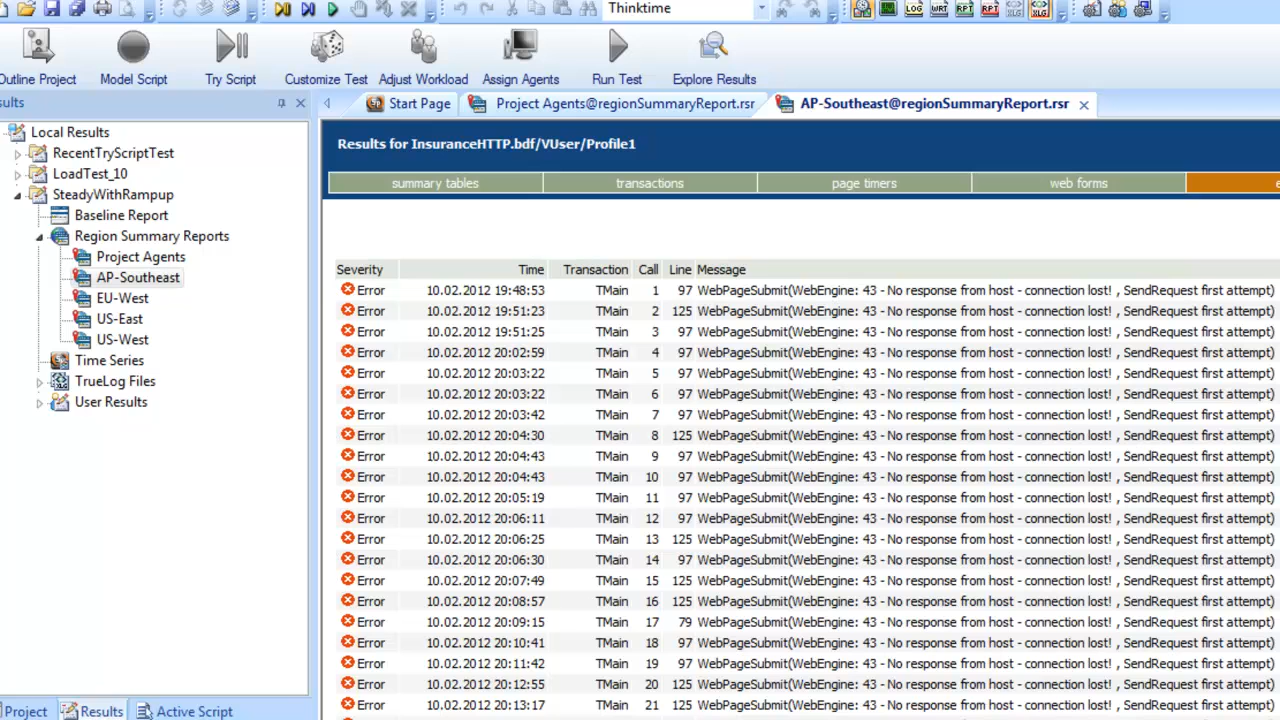 Thinktime
LOG WRT RPT RPT XLG XLG
Outline Project Model Script Try Script Customize Test Adjust Workload Assign Agents Run Test Explore Results
sults
Start Page Project Agents@regionSummaryReport.rsr AP-Southeast@regionSummaryReport.rsr
Local Results
RecentTryScriptTest
LoadTest_10
SteadyWithRampup
Baseline Report
Region Summary Reports
Project Agents
AP-Southeast
EU-West
US-East
US-West
Time Series
TrueLog Files
User Results
Results for InsuranceHTTP.bdf/VUser/Profile1
summary tables transactions page timers web forms e
Severity Time Transaction Call Line Message
Error 10.02.2012 19:48:53 TMain 1 97 WebPageSubmit(WebEngine: 43 - No response from host - connection lost! , SendRequest first attempt)
Error 10.02.2012 19:51:23 TMain 2 125 WebPageSubmit(WebEngine: 43 - No response from host - connection lost! , SendRequest first attempt)
Error 10.02.2012 19:51:25 TMain 3 97 WebPageSubmit(WebEngine: 43 - No response from host - connection lost! , SendRequest first attempt)
Error 10.02.2012 20:02:59 TMain 4 97 WebPageSubmit(WebEngine: 43 - No response from host - connection lost! , SendRequest first attempt)
Error 10.02.2012 20:03:22 TMain 5 97 WebPageSubmit(WebEngine: 43 - No response from host - connection lost! , SendRequest first attempt)
Error 10.02.2012 20:03:22 TMain 6 97 WebPageSubmit(WebEngine: 43 - No response from host - connection lost! , SendRequest first attempt)
Error 10.02.2012 20:03:42 TMain 7 97 WebPageSubmit(WebEngine: 43 - No response from host - connection lost! , SendRequest first attempt)
Error 10.02.2012 20:04:30 TMain 8 125 WebPageSubmit(WebEngine: 43 - No response from host - connection lost! , SendRequest first attempt)
Error 10.02.2012 20:04:43 TMain 9 97 WebPageSubmit(WebEngine: 43 - No response from host - connection lost! , SendRequest first attempt)
Error 10.02.2012 20:04:43 TMain 10 97 WebPageSubmit(WebEngine: 43 - No response from host - connection lost! , SendRequest first attempt)
Error 10.02.2012 20:05:19 TMain 11 97 WebPageSubmit(WebEngine: 43 - No response from host - connection lost! , SendRequest first attempt)
Error 10.02.2012 20:06:11 TMain 12 97 WebPageSubmit(WebEngine: 43 - No response from host - connection lost! , SendRequest first attempt)
Error 10.02.2012 20:06:25 TMain 13 125 WebPageSubmit(WebEngine: 43 - No response from host - connection lost! , SendRequest first attempt)
Error 10.02.2012 20:06:30 TMain 14 97 WebPageSubmit(WebEngine: 43 - No response from host - connection lost! , SendRequest first attempt)
Error 10.02.2012 20:07:49 TMain 15 125 WebPageSubmit(WebEngine: 43 - No response from host - connection lost! , SendRequest first attempt)
Error 10.02.2012 20:08:57 TMain 16 125 WebPageSubmit(WebEngine: 43 - No response from host - connection lost! , SendRequest first attempt)
Error 10.02.2012 20:09:15 TMain 17 79 WebPageSubmit(WebEngine: 43 - No response from host - connection lost! , SendRequest first attempt)
Error 10.02.2012 20:10:41 TMain 18 97 WebPageSubmit(WebEngine: 43 - No response from host - connection lost! , SendRequest first attempt)
Error 10.02.2012 20:11:42 TMain 19 97 WebPageSubmit(WebEngine: 43 - No response from host - connection lost! , SendRequest first attempt)
Error 10.02.2012 20:12:55 TMain 20 125 WebPageSubmit(WebEngine: 43 - No response from host - connection lost! , SendRequest first attempt)
Error 10.02.2012 20:13:17 TMain 21 125 WebPageSubmit(WebEngine: 43 - No response from host - connection lost! , SendRequest first attempt)
Project Results Active Script